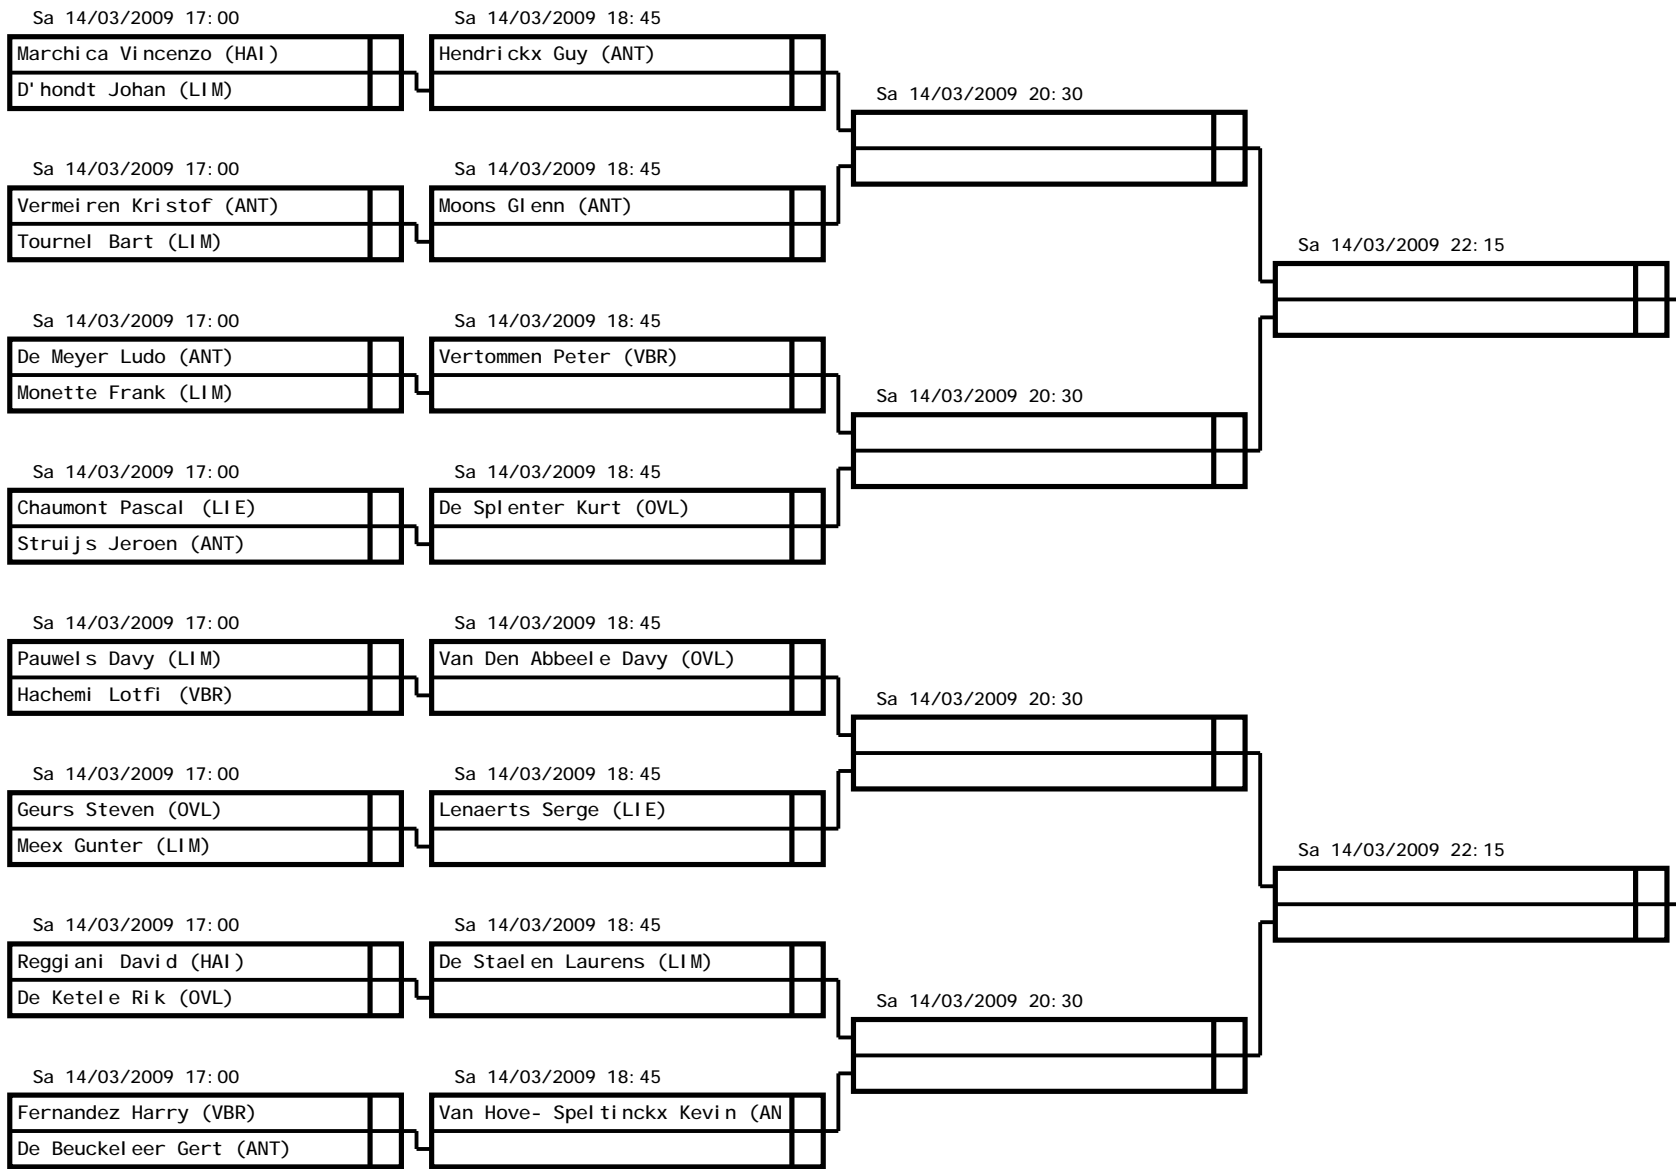 Sa 14/03/2009 17:00
Marchica Vincenzo (HAI)
D'hondt Johan (LIM)
Sa 14/03/2009 17:00
Vermeiren Kristof (ANT)
Tournel Bart (LIM)
Sa 14/03/2009 17:00
De Meyer Ludo (ANT)
Monette Frank (LIM)
Sa 14/03/2009 17:00
Chaumont Pascal (LIE)
Struijs Jeroen (ANT)
Sa 14/03/2009 17:00
Pauwels Davy (LIM)
Hachemi Lotfi (VBR)
Sa 14/03/2009 17:00
Geurs Steven (OVL)
Meex Gunter (LIM)
Sa 14/03/2009 17:00
Reggiani David (HAI)
De Ketele Rik (OVL)
Sa 14/03/2009 17:00
Fernandez Harry (VBR)
De Beuckeleer Gert (ANT)
Sa 14/03/2009 18:45
Hendrickx Guy (ANT)
Sa 14/03/2009 18:45
Moons Glenn (ANT)
Sa 14/03/2009 18:45
Vertommen Peter (VBR)
Sa 14/03/2009 18:45
De Splenter Kurt (OVL)
Sa 14/03/2009 18:45
Van Den Abbeele Davy (OVL)
Sa 14/03/2009 18:45
Lenaerts Serge (LIE)
Sa 14/03/2009 18:45
De Staelen Laurens (LIM)
Sa 14/03/2009 18:45
Van Hove- Speltinckx Kevin (AN
Sa 14/03/2009 20:30
Sa 14/03/2009 20:30
Sa 14/03/2009 20:30
Sa 14/03/2009 20:30
Sa 14/03/2009 22:15
Sa 14/03/2009 22:15